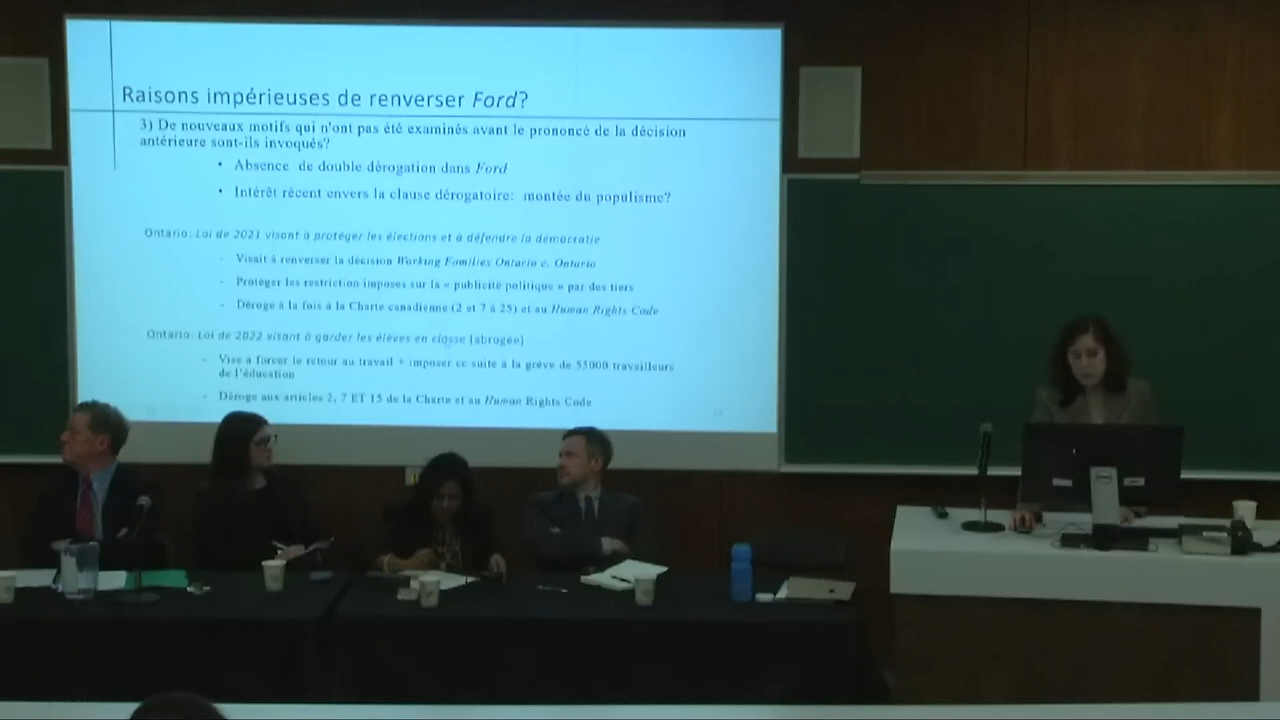 Raisons impérieuses de renverser Ford?
3) De nouveaux motifs qui n'ont pas été examinés avant le prononcé de la décision
antérieure sont-ils invoqués?
• Absence de double dérogation dans Ford
• Intérêt récent envers la clause dérogatoire: montée du populisme?
Ontario: Loi de 2021 visant à protéger les élections et à défendre la démocratie
- Visait à renverser la décision Working Families Ontario c. Ontario
- Protéger les restriction imposes sur la « publicité politique » par des tiers
- Déroge à la fois à la Charte canadienne (2 et 7 à 25) et au Human Rights Code
Ontario: Loi de 2022 visant à garder les élèves en classe (abrogée)
- Vise à forcer le retour au travail + imposer cc suite à la grève de 55000 travailleurs
de l'éducation
- Déroge aux articles 2, 7 ET 15 de la Charte et au Human Rights Code